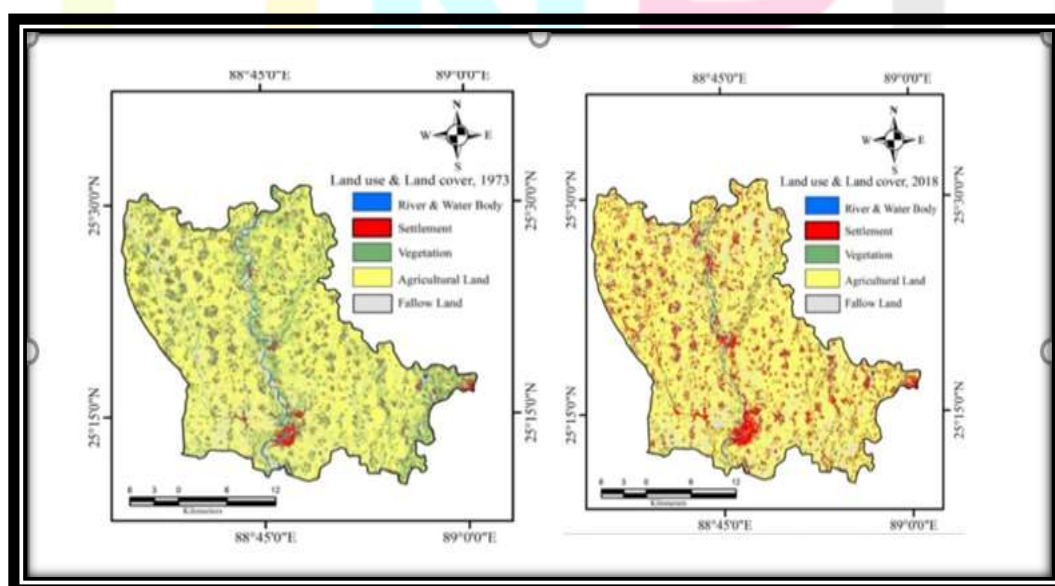 88°45'0"E 89°0'0"E
N
W E
S
Land use & Land cover, 1973
River & Water Body
Settlement
Vegetation
Agricultural Land
Fallow Land
25°30'0"N 25°30'0"N
25°15'0"N 25°15'0"N
6 3 0 6 12
Kilometers
88°45'0"E 89°0'0"E
88°45'0"E 89°0'0"E
N
W E
S
Land use & Land cover, 2018
River & Water Body
Settlement
Vegetation
Agricultural Land
Fallow Land
25°30'0"N 25°30'0"N
25°15'0"N 25°15'0"N
6 3 0 6 12
Kilometers
88°45'0"E 89°0'0"E